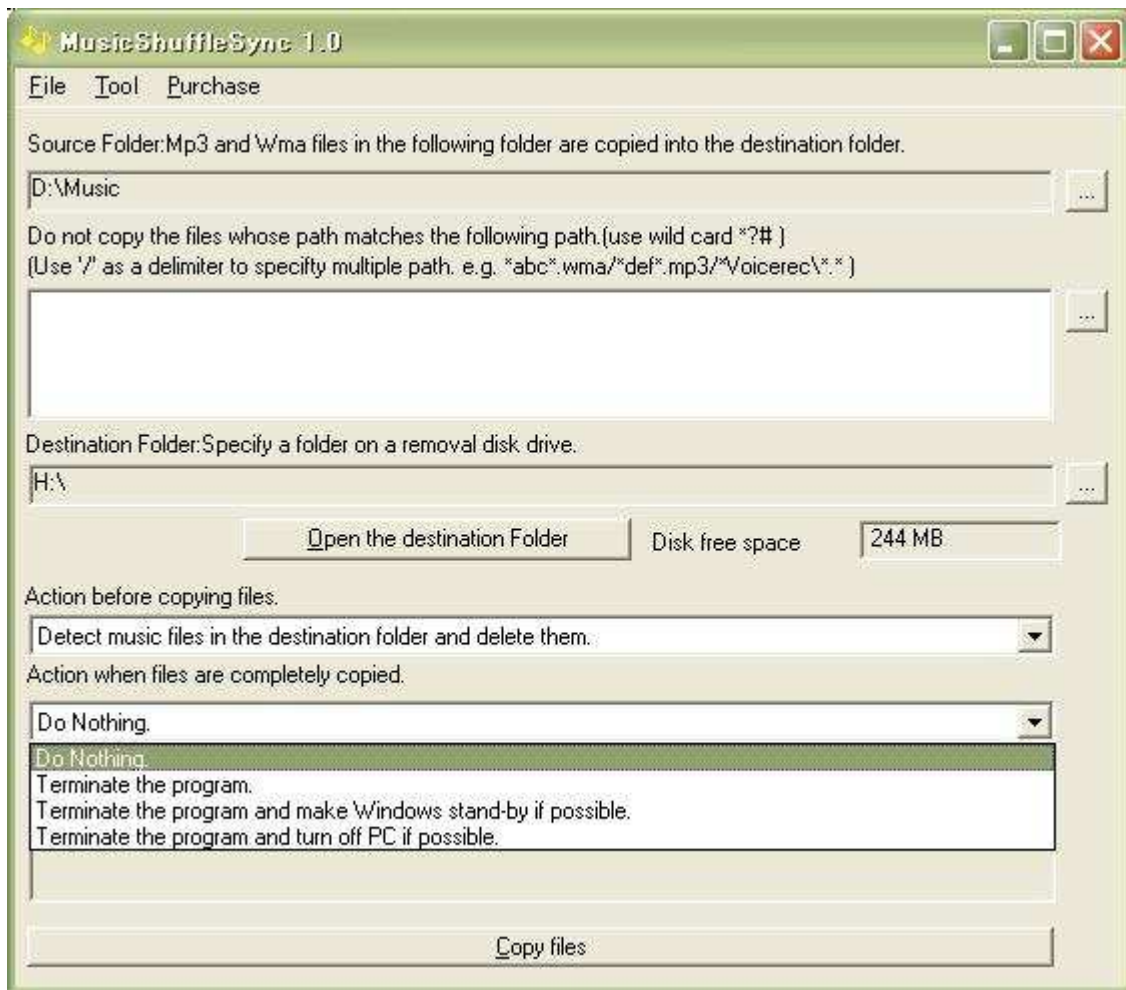 MusicShuffleSync 1.0
File Tool Purchase
Source Folder:Mp3 and Wma files in the following folder are copied into the destination folder.
D:\Music
...
Do not copy the files whose path matches the following path.(use wild card *?# )
(Use '/' as a delimiter to specifty multiple path. e.g. *abc*.wma/*def*.mp3/*Voicerec\*.* )
...
Destination Folder:Specify a folder on a removal disk drive.
H:\
...
Open the destination Folder Disk free space 244 MB
Action before copying files.
Detect music files in the destination folder and delete them.
Action when files are completely copied.
Do Nothing.
Do Nothing.
Terminate the program.
Terminate the program and make Windows stand-by if possible.
Terminate the program and turn off PC if possible.
Copy files